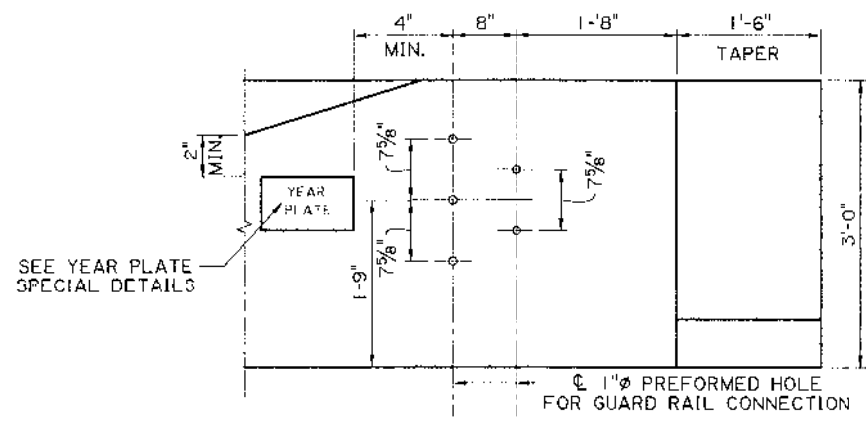 4"
8"
1-'8"
1'-6"
MIN.
TAPER
2"
MIN.
7⅝"
7⅝"
7⅝"
YEAR
PLATE
3'-0"
SEE YEAR PLATE
SPECIAL DETAILS
1-9"
℄ 1"ø PREFORMED HOLE
FOR GUARD RAIL CONNECTION